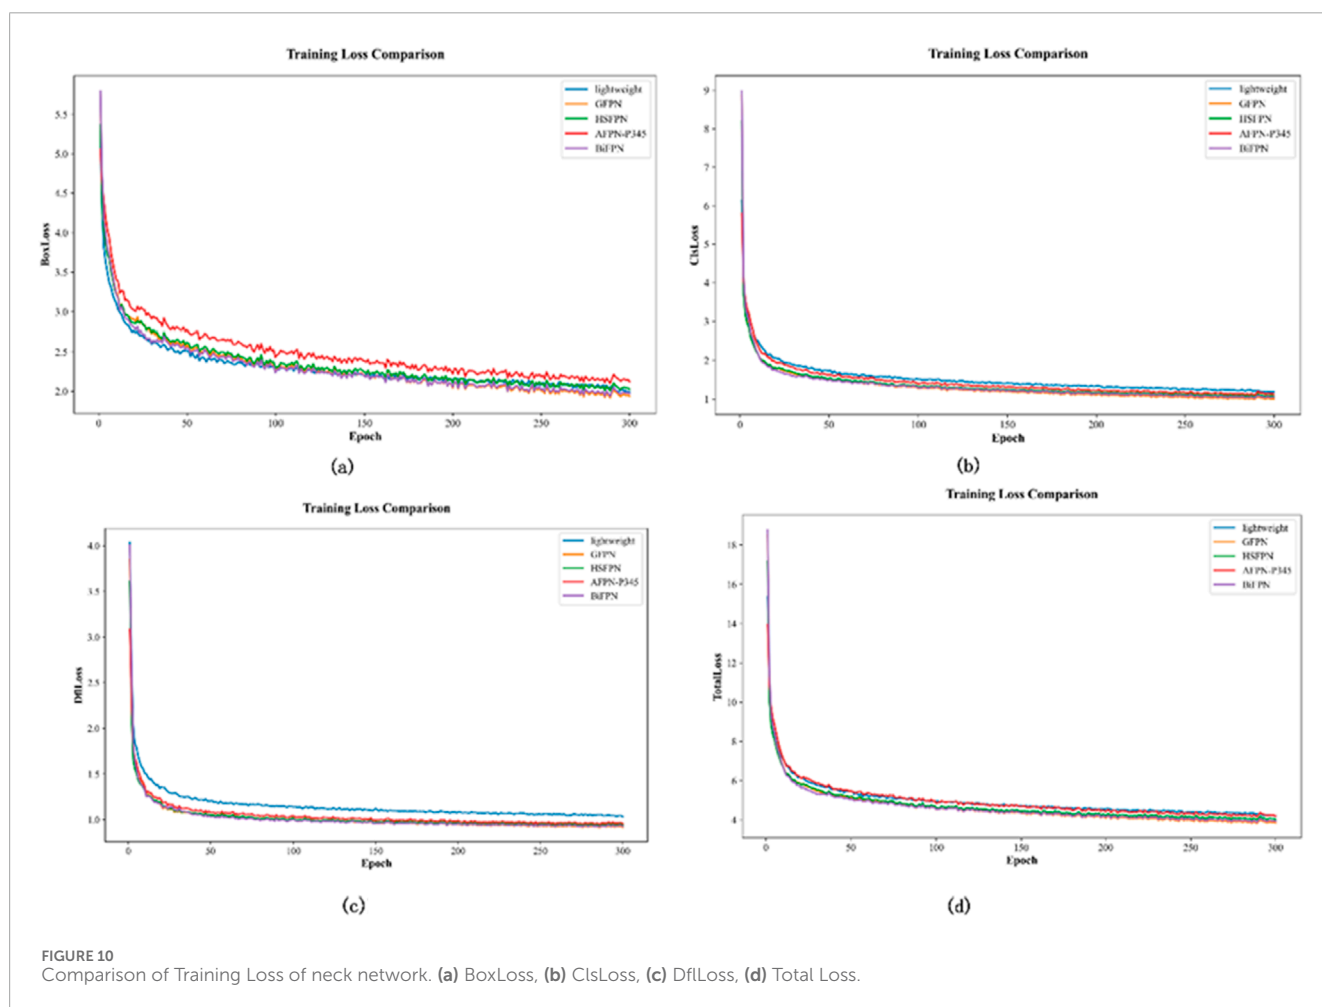 Training Loss Comparison
5.5
5.0
4.5
4.0
3.5
3.0
2.5
2.0
BoxLoss
lightweight
GFPN
HSFPN
AFPN-P345
BiFPN
0 50 100 150 200 250 300
Epoch
(a)
Training Loss Comparison
9
8
7
6
5
4
3
2
1
ClsLoss
lightweight
GFPN
HSFPN
AFPN-P345
BiFPN
0 50 100 150 200 250 300
Epoch
(b)
Training Loss Comparison
4.0
3.5
3.0
2.5
2.0
1.5
1.0
DflLoss
lightweight
GFPN
HSFPN
AFPN-P345
BiFPN
0 50 100 150 200 250 300
Epoch
(c)
Training Loss Comparison
18
16
14
12
10
8
6
4
TotalLoss
lightweight
GFPN
HSFPN
AFPN-P345
BiFPN
0 50 100 150 200 250 300
Epoch
(d)
FIGURE 10
Comparison of Training Loss of neck network. (a) BoxLoss, (b) ClsLoss, (c) DflLoss, (d) Total Loss.